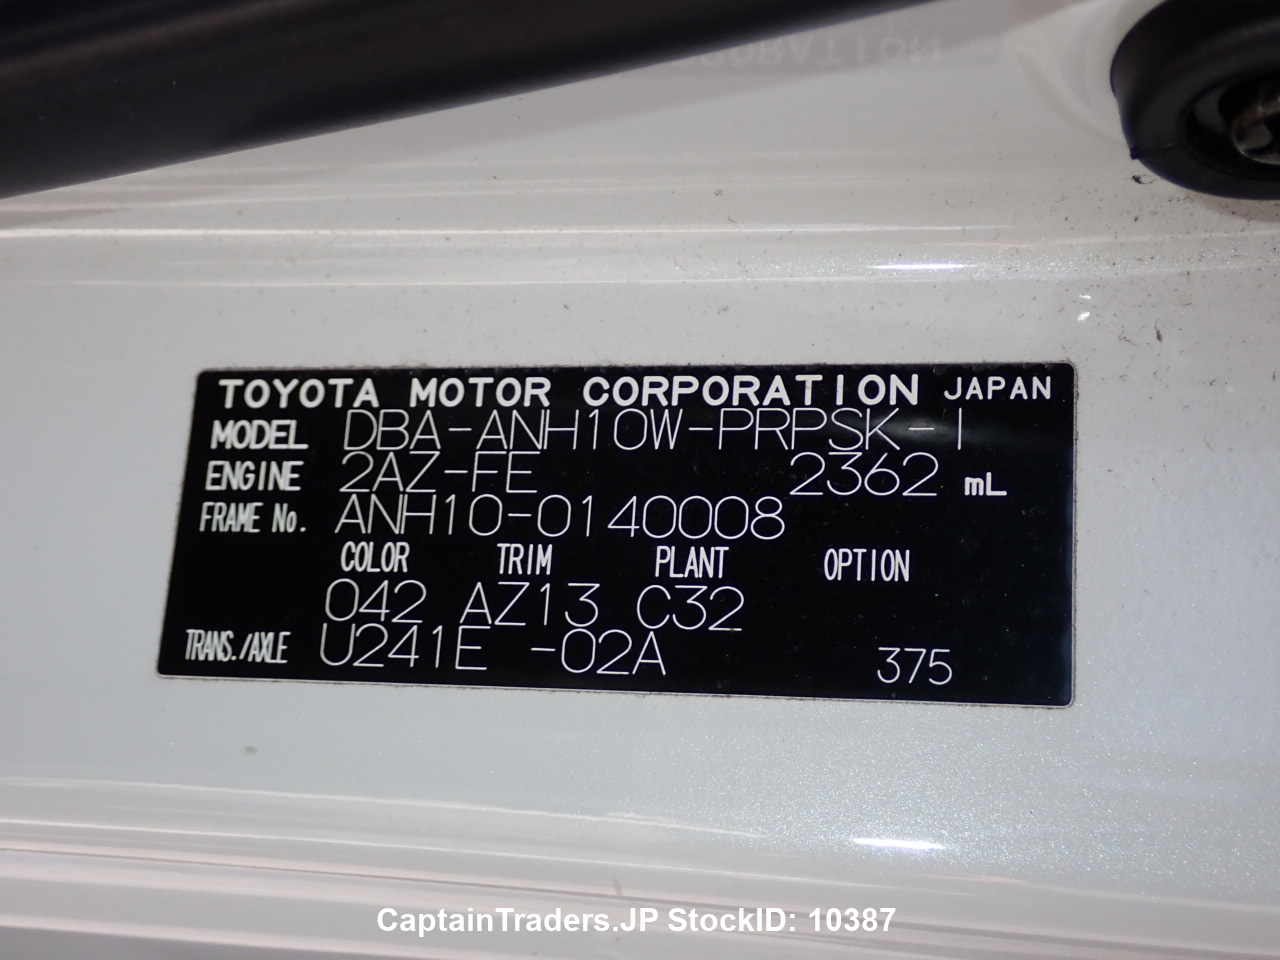 TOYOTA MOTOR CORPORATION JAPAN
MODEL DBA-ANH10W-PRPSK-I
ENGINE 2AZ-FE 2362 mL
FRAME No. ANH10-0140008
COLOR TRIM PLANT OPTION
042 AZ13 C32
TRANS./AXLE U241E -02A 375
CaptainTraders.JP StockID: 10387